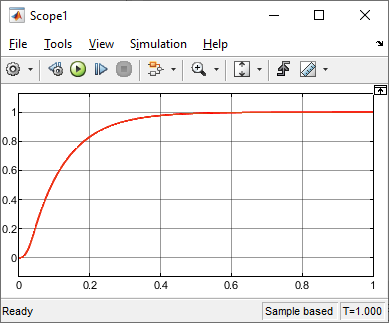 Scope1
File Tools View Simulation Help
1
0.8
0.6
0.4
0.2
0
0 0.2 0.4 0.6 0.8 1
Ready Sample based T=1.000